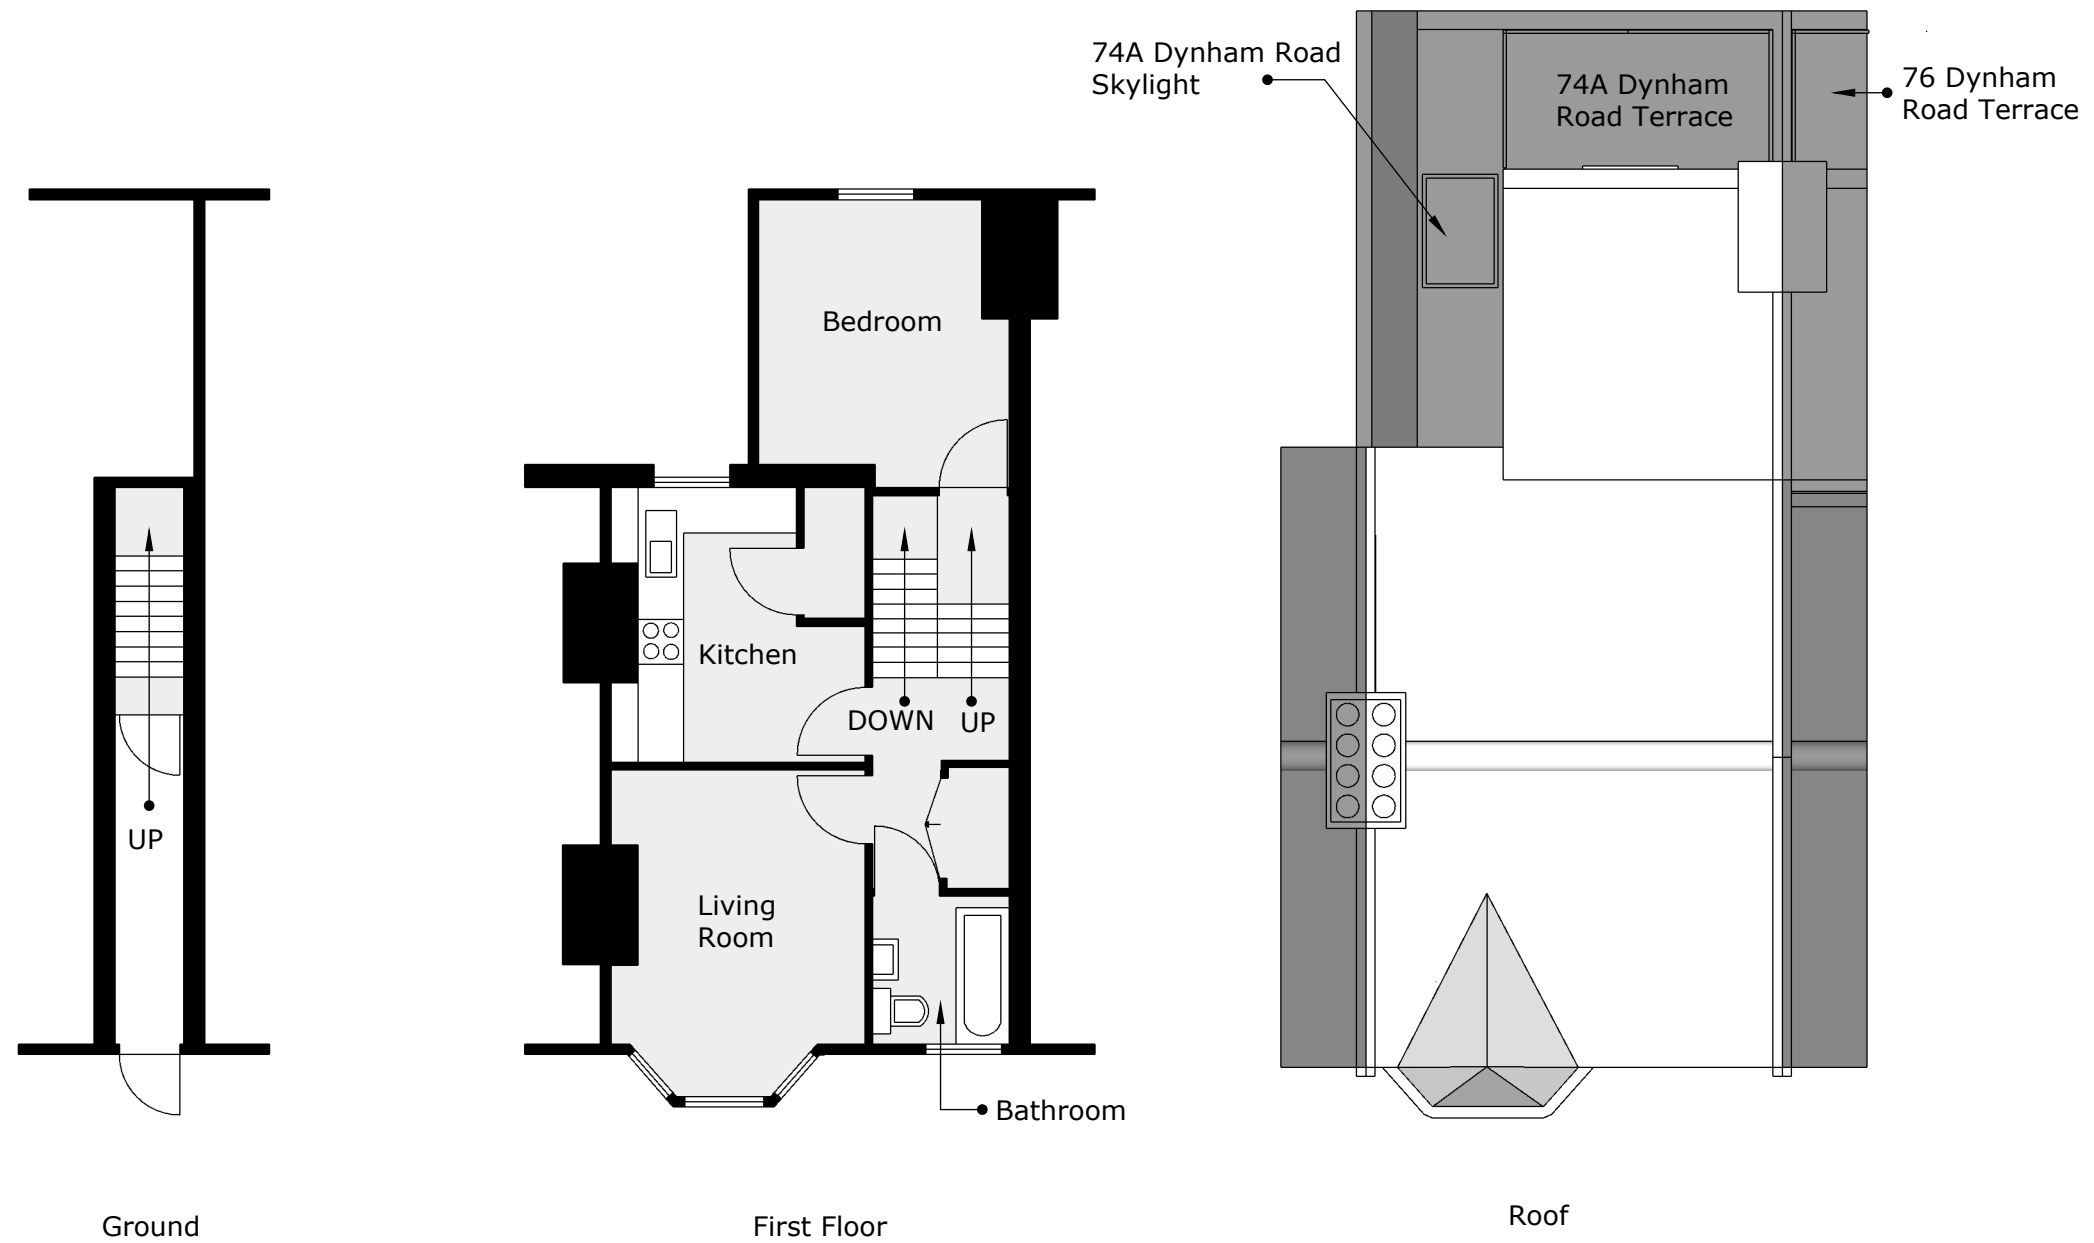 74A Dynham Road
Skylight
74A Dynham
Road Terrace
76 Dynham
Road Terrace
Bedroom
Kitchen
DOWN
UP
UP
Living
Room
Bathroom
Ground
First Floor
Roof